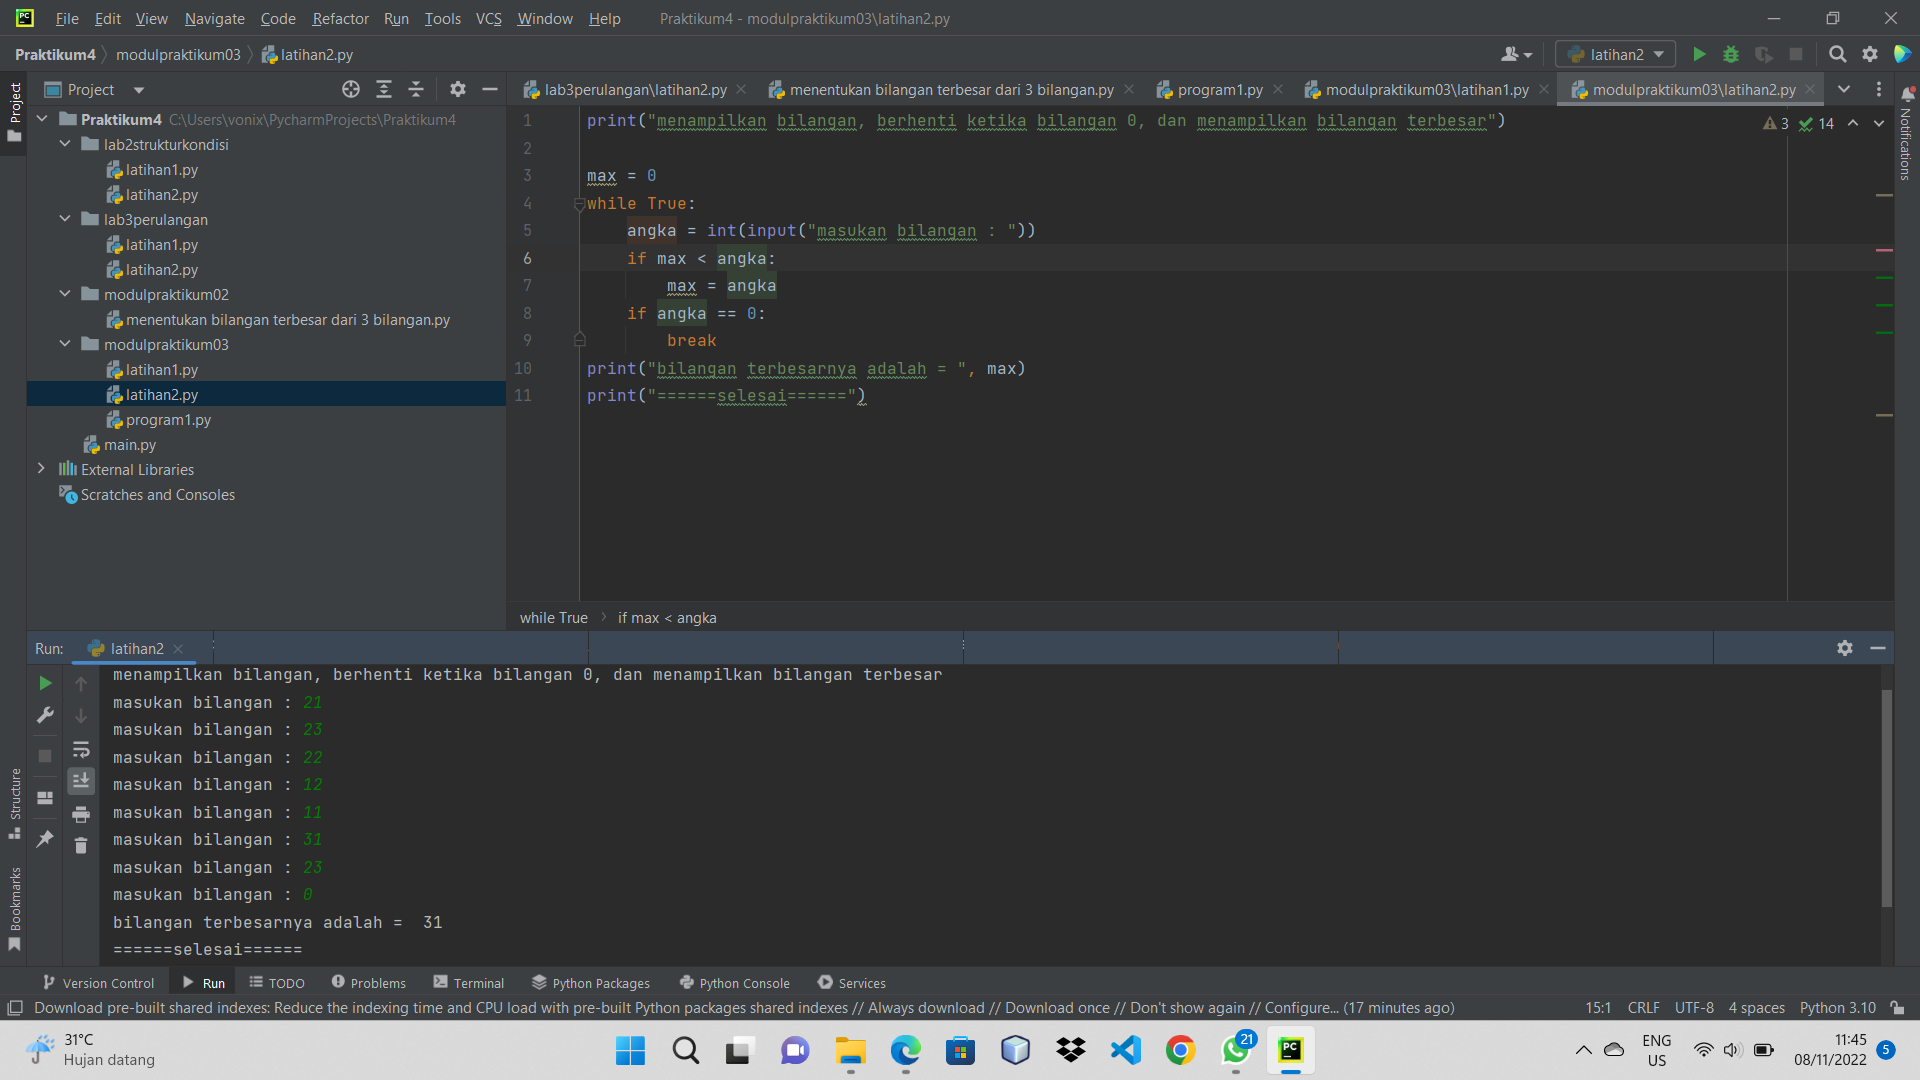 File Edit View Navigate Code Refactor Run Tools VCS Window Help Praktikum4 - modulpraktikum03\latihan2.py
Praktikum4 modulpraktikum03 latihan2.py
latihan2
Project
Project
lab3perulangan\latihan2.py
menentukan bilangan terbesar dari 3 bilangan.py
program1.py
modulpraktikum03\latihan1.py
modulpraktikum03\latihan2.py
Notifications
Praktikum4 C:\Users\vonix\PycharmProjects\Praktikum4
lab2strukturkondisi
latihan1.py
latihan2.py
lab3perulangan
latihan1.py
latihan2.py
modulpraktikum02
menentukan bilangan terbesar dari 3 bilangan.py
modulpraktikum03
latihan1.py
latihan2.py
program1.py
main.py
External Libraries
Scratches and Consoles
3 14
1 print("menampilkan bilangan, berhenti ketika bilangan 0, dan menampilkan bilangan terbesar")
2
3 max = 0
4 while True:
5 angka = int(input("masukan bilangan : "))
6 if max < angka:
7 max = angka
8 if angka == 0:
9 break
10 print("bilangan terbesarnya adalah = ", max)
11 print("======selesai======")
while True if max < angka
Run: latihan2
menampilkan bilangan, berhenti ketika bilangan 0, dan menampilkan bilangan terbesar
masukan bilangan : 21
masukan bilangan : 23
masukan bilangan : 22
masukan bilangan : 12
masukan bilangan : 11
masukan bilangan : 31
masukan bilangan : 23
masukan bilangan : 0
bilangan terbesarnya adalah =  31
======selesai======
Structure
Bookmarks
Version Control Run TODO Problems Terminal Python Packages Python Console Services
Download pre-built shared indexes: Reduce the indexing time and CPU load with pre-built Python packages shared indexes // Always download // Download once // Don't show again // Configure... (17 minutes ago) 15:1 CRLF UTF-8 4 spaces Python 3.10
31°C
Hujan datang
PC
PC
21
ENG
US
11:45
08/11/2022
5